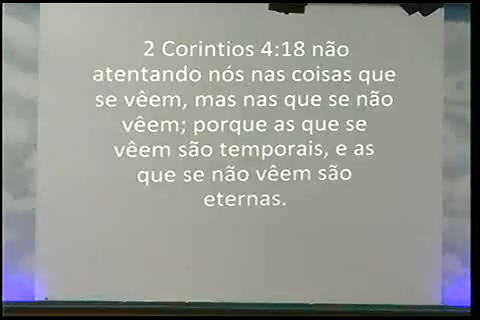 2 Corintios 4:18 não
atentando nós nas coisas que
se vêem, mas nas que se não
vêem; porque as que se
vêem são temporais, e as
que se não vêem são
eternas.